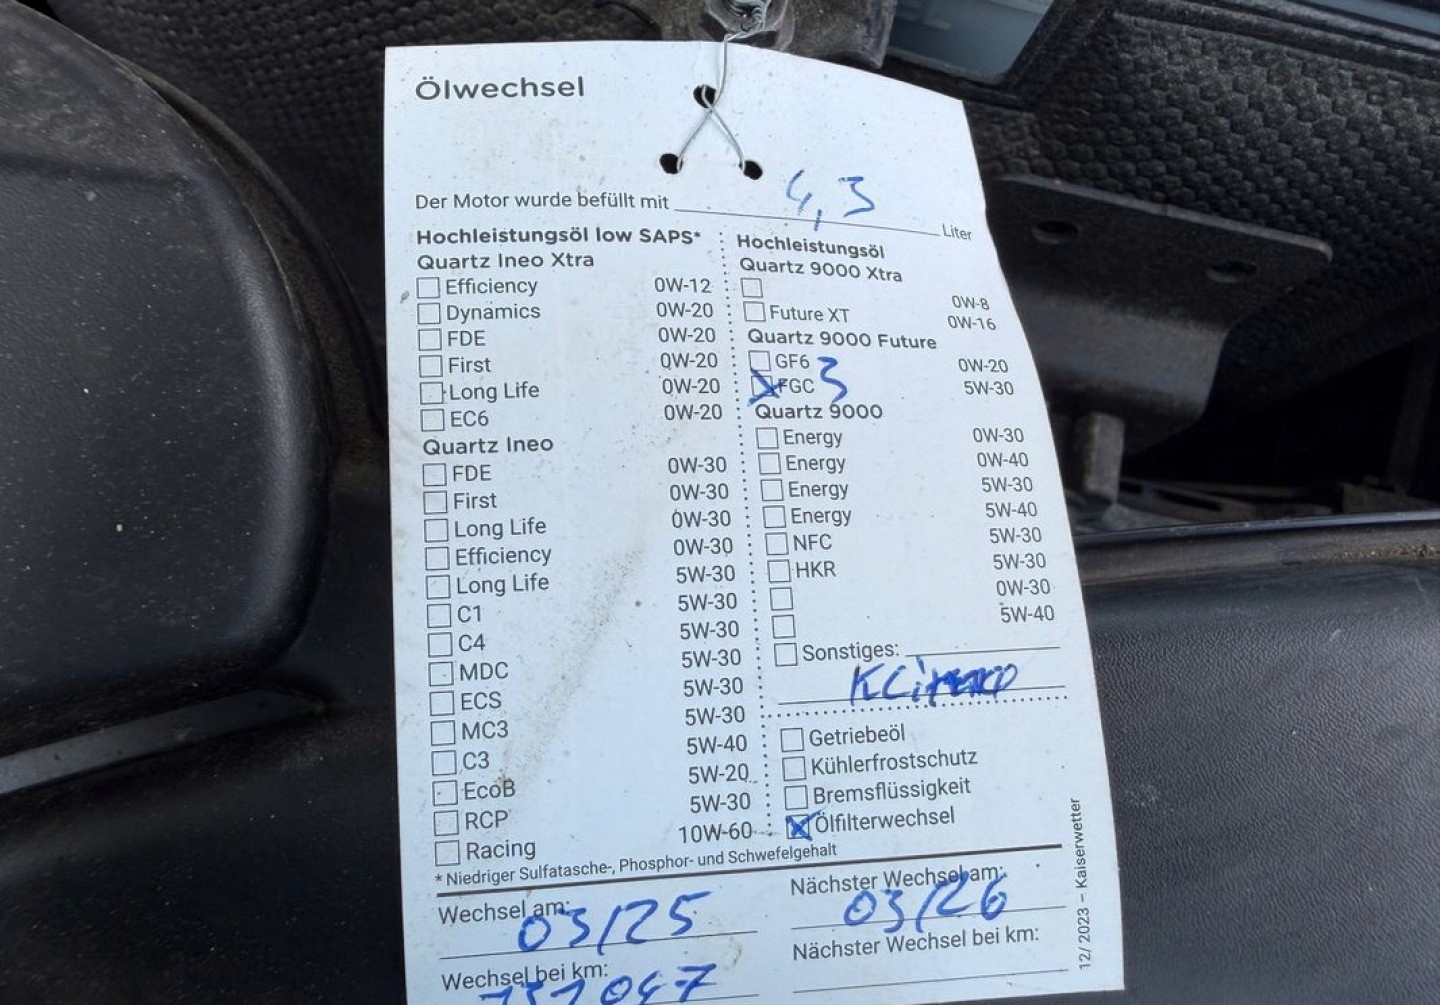 Ölwechsel
Der Motor wurde befüllt mit 4,3 Liter
Hochleistungsöl low SAPS*
Quartz Ineo Xtra
Efficiency 0W-12
Dynamics 0W-20
FDE 0W-20
First 0W-20
Long Life 0W-20
EC6 0W-20
Quartz Ineo
FDE 0W-30
First 0W-30
Long Life 0W-30
Efficiency 0W-30
Long Life 5W-30
C1 5W-30
C4 5W-30
MDC 5W-30
ECS 5W-30
MC3 5W-30
C3 5W-40
EcoB 5W-20
RCP 5W-30
Racing 10W-60
* Niedriger Sulfatasche-, Phosphor- und Schwefelgehalt
Hochleistungsöl
Quartz 9000 Xtra
0W-8
Future XT 0W-16
Quartz 9000 Future
GF6 0W-20
FGC 3 5W-30
Quartz 9000
Energy 0W-30
Energy 0W-40
Energy 5W-30
Energy 5W-40
NFC 5W-30
HKR 5W-30
0W-30
5W-40
Sonstiges:
Getriebeöl
Kühlerfrostschutz
Bremsflüssigkeit
Ölfilterwechsel
Wechsel am: 03/25
Nächster Wechsel am: 03/26
Wechsel bei km:
Nächster Wechsel bei km:
12/2023 – Kaiserwetter